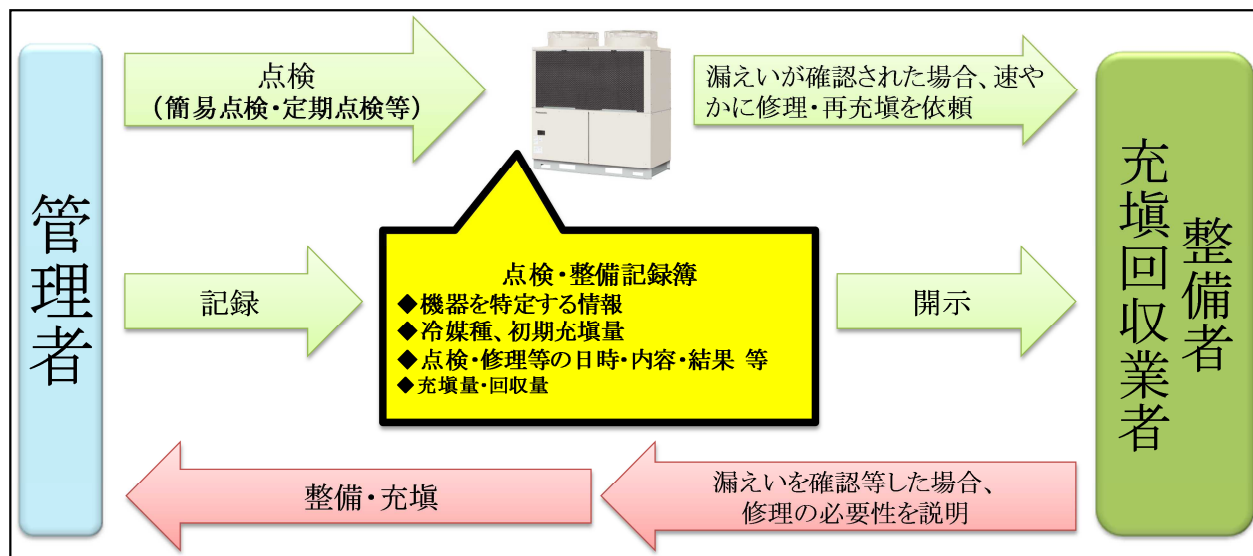 管理者
点検
（簡易点検・定期点検等）
漏えいが確認された場合、速や
かに修理・再充塡を依頼
記録
点検・整備記録簿
◆機器を特定する情報
◆冷媒種、初期充塡量
◆点検・修理等の日時・内容・結果 等
◆充塡量・回収量
開示
整備者
充塡回収業者
整備・充塡
漏えいを確認等した場合、
修理の必要性を説明